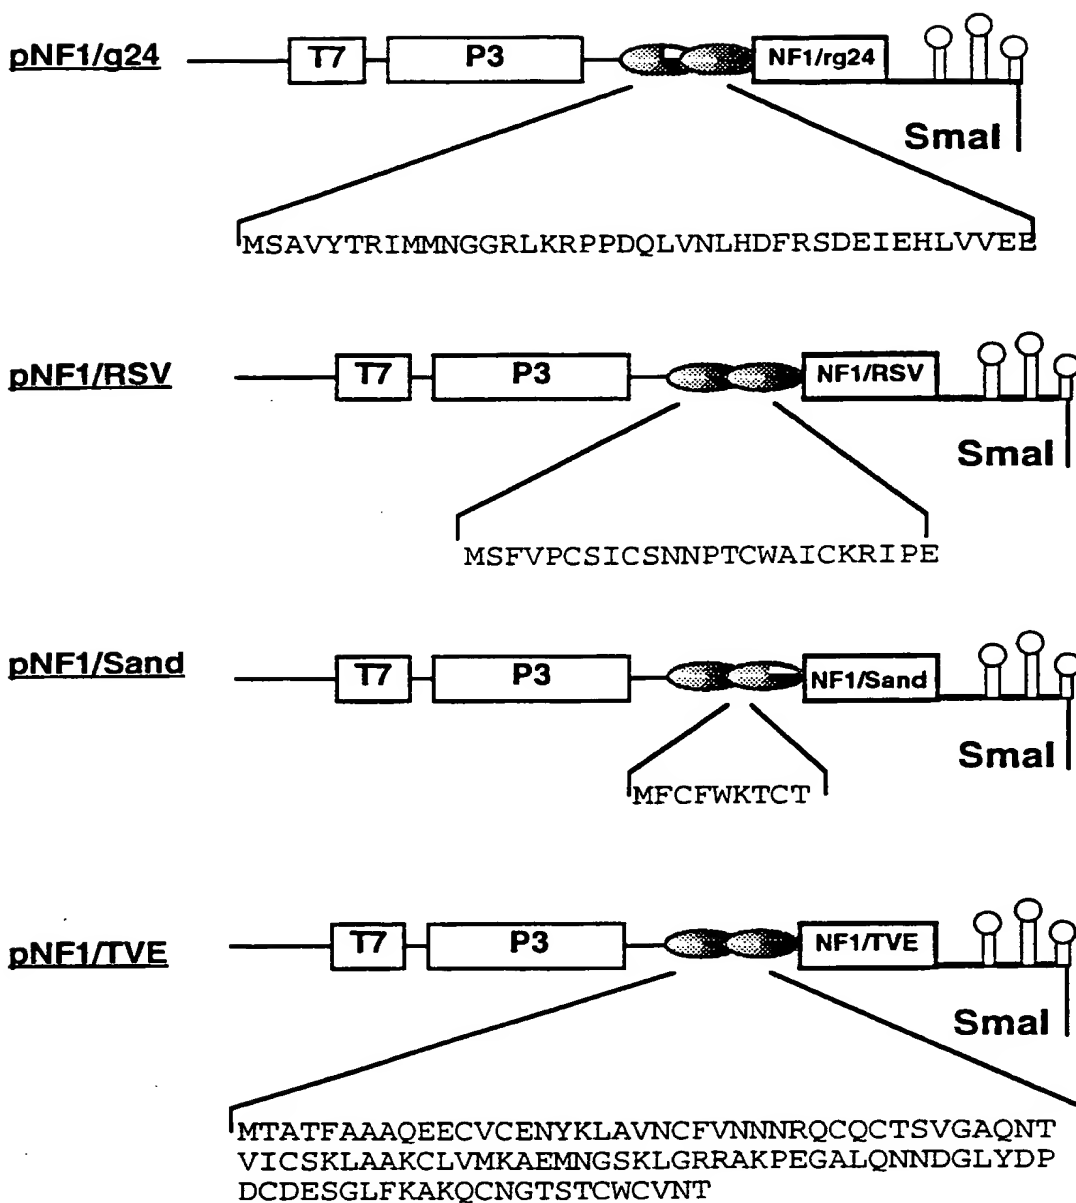 pNF1/g24 T7 P3 NF1/rg24
SmaI
MSAVYTRIMMNGGRLKRPPDQLVNLHDFRSDEIEHLVVEE
pNF1/RSV T7 P3 NF1/RSV
SmaI
MSFVPCSICSNNPTCWAICKRIPE
pNF1/Sand T7 P3 NF1/Sand
SmaI
MFCFWKTCT
pNF1/TVE T7 P3 NF1/TVE
SmaI
MTATFAAAQEECVCENYKLAVNCFVNNNRQCQCTSVGAQNT
VICSKLAAKCLVMKAEMNGSKLGRRAKPEGALQNNDGLYDP
DCDESGLFKAKQCNGTSTCWCVNT